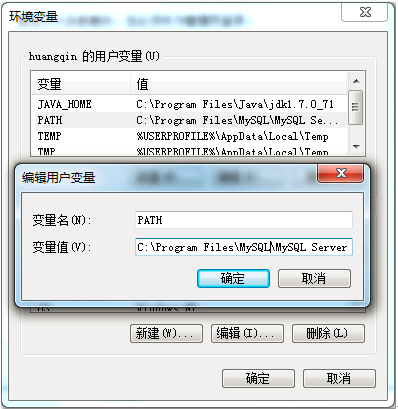 环境变量
huangqin 的用户变量(U)
变量 值
JAVA_HOME C:\Program Files\Java\jdk1.7.0_71
PATH C:\Program Files\MySQL\MySQL Se...
TEMP %USERPROFILE%\AppData\Local\Temp
TMP %USERPROFILE%\AppData\Local\Temp
编辑用户变量
变量名(N): PATH
变量值(V): C:\Program Files\MySQL\MySQL Server
确定 取消
新建(W)... 编辑(I)... 删除(L)
确定 取消